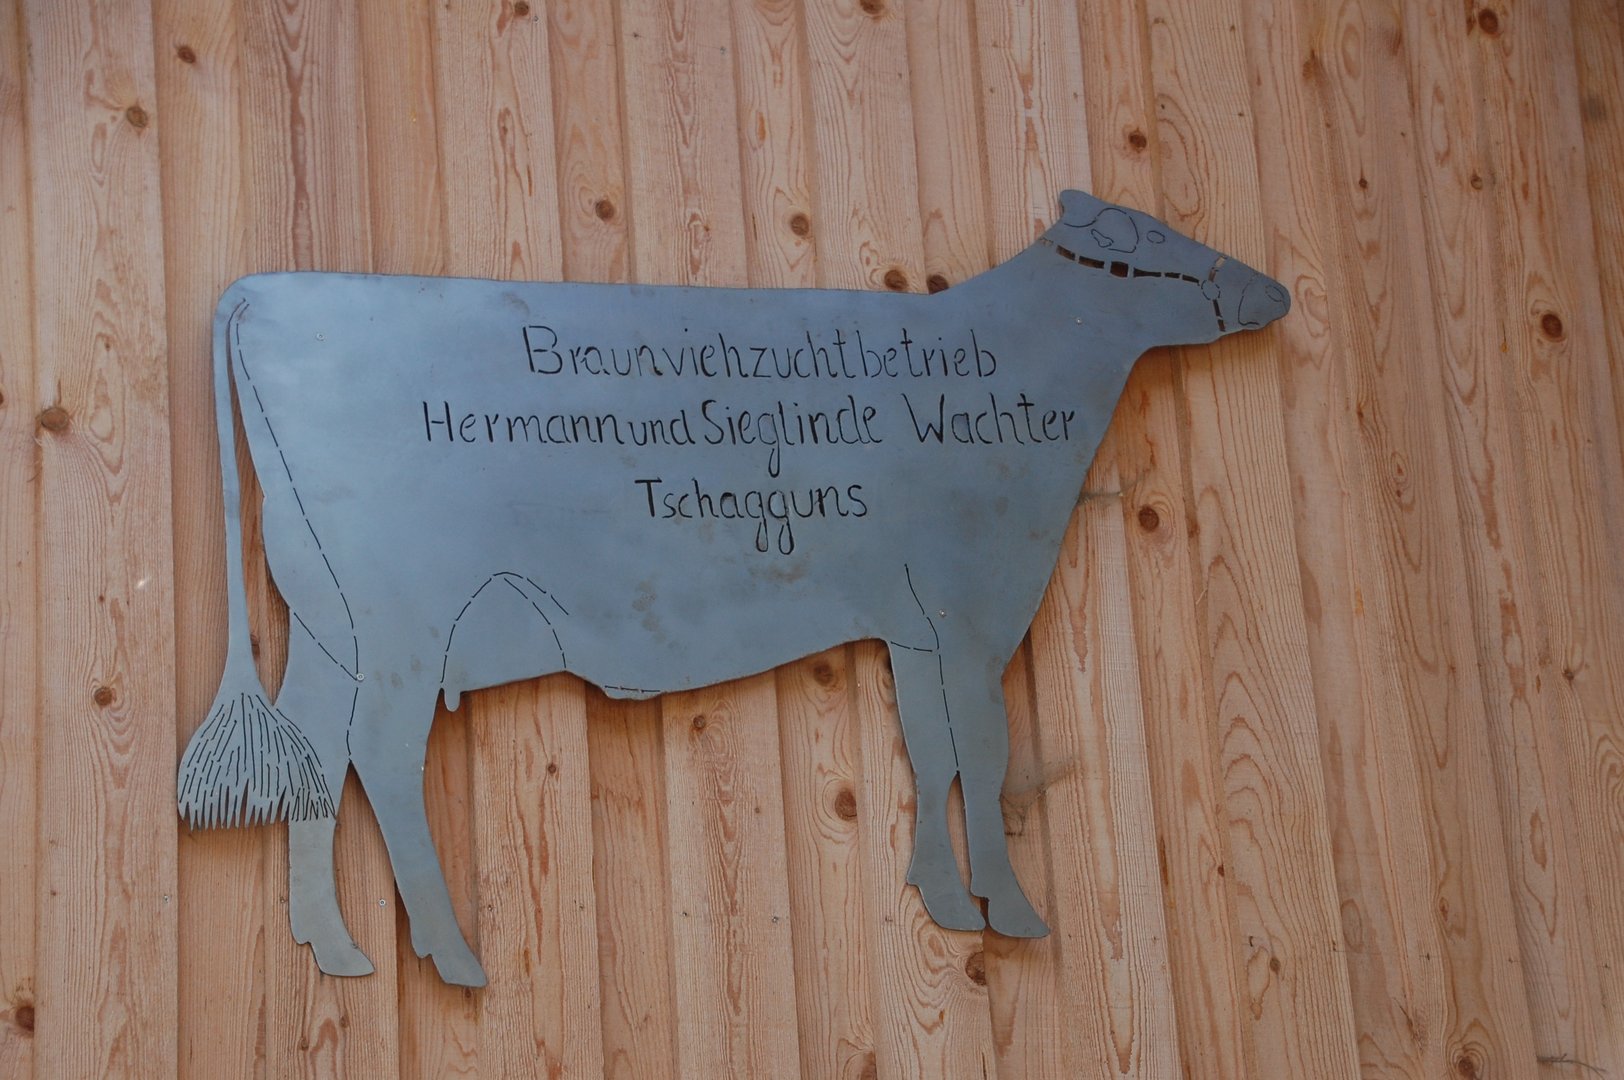 Braunviehzuchtbetrieb
Hermann und Sieglinde Wachter
Tschagguns